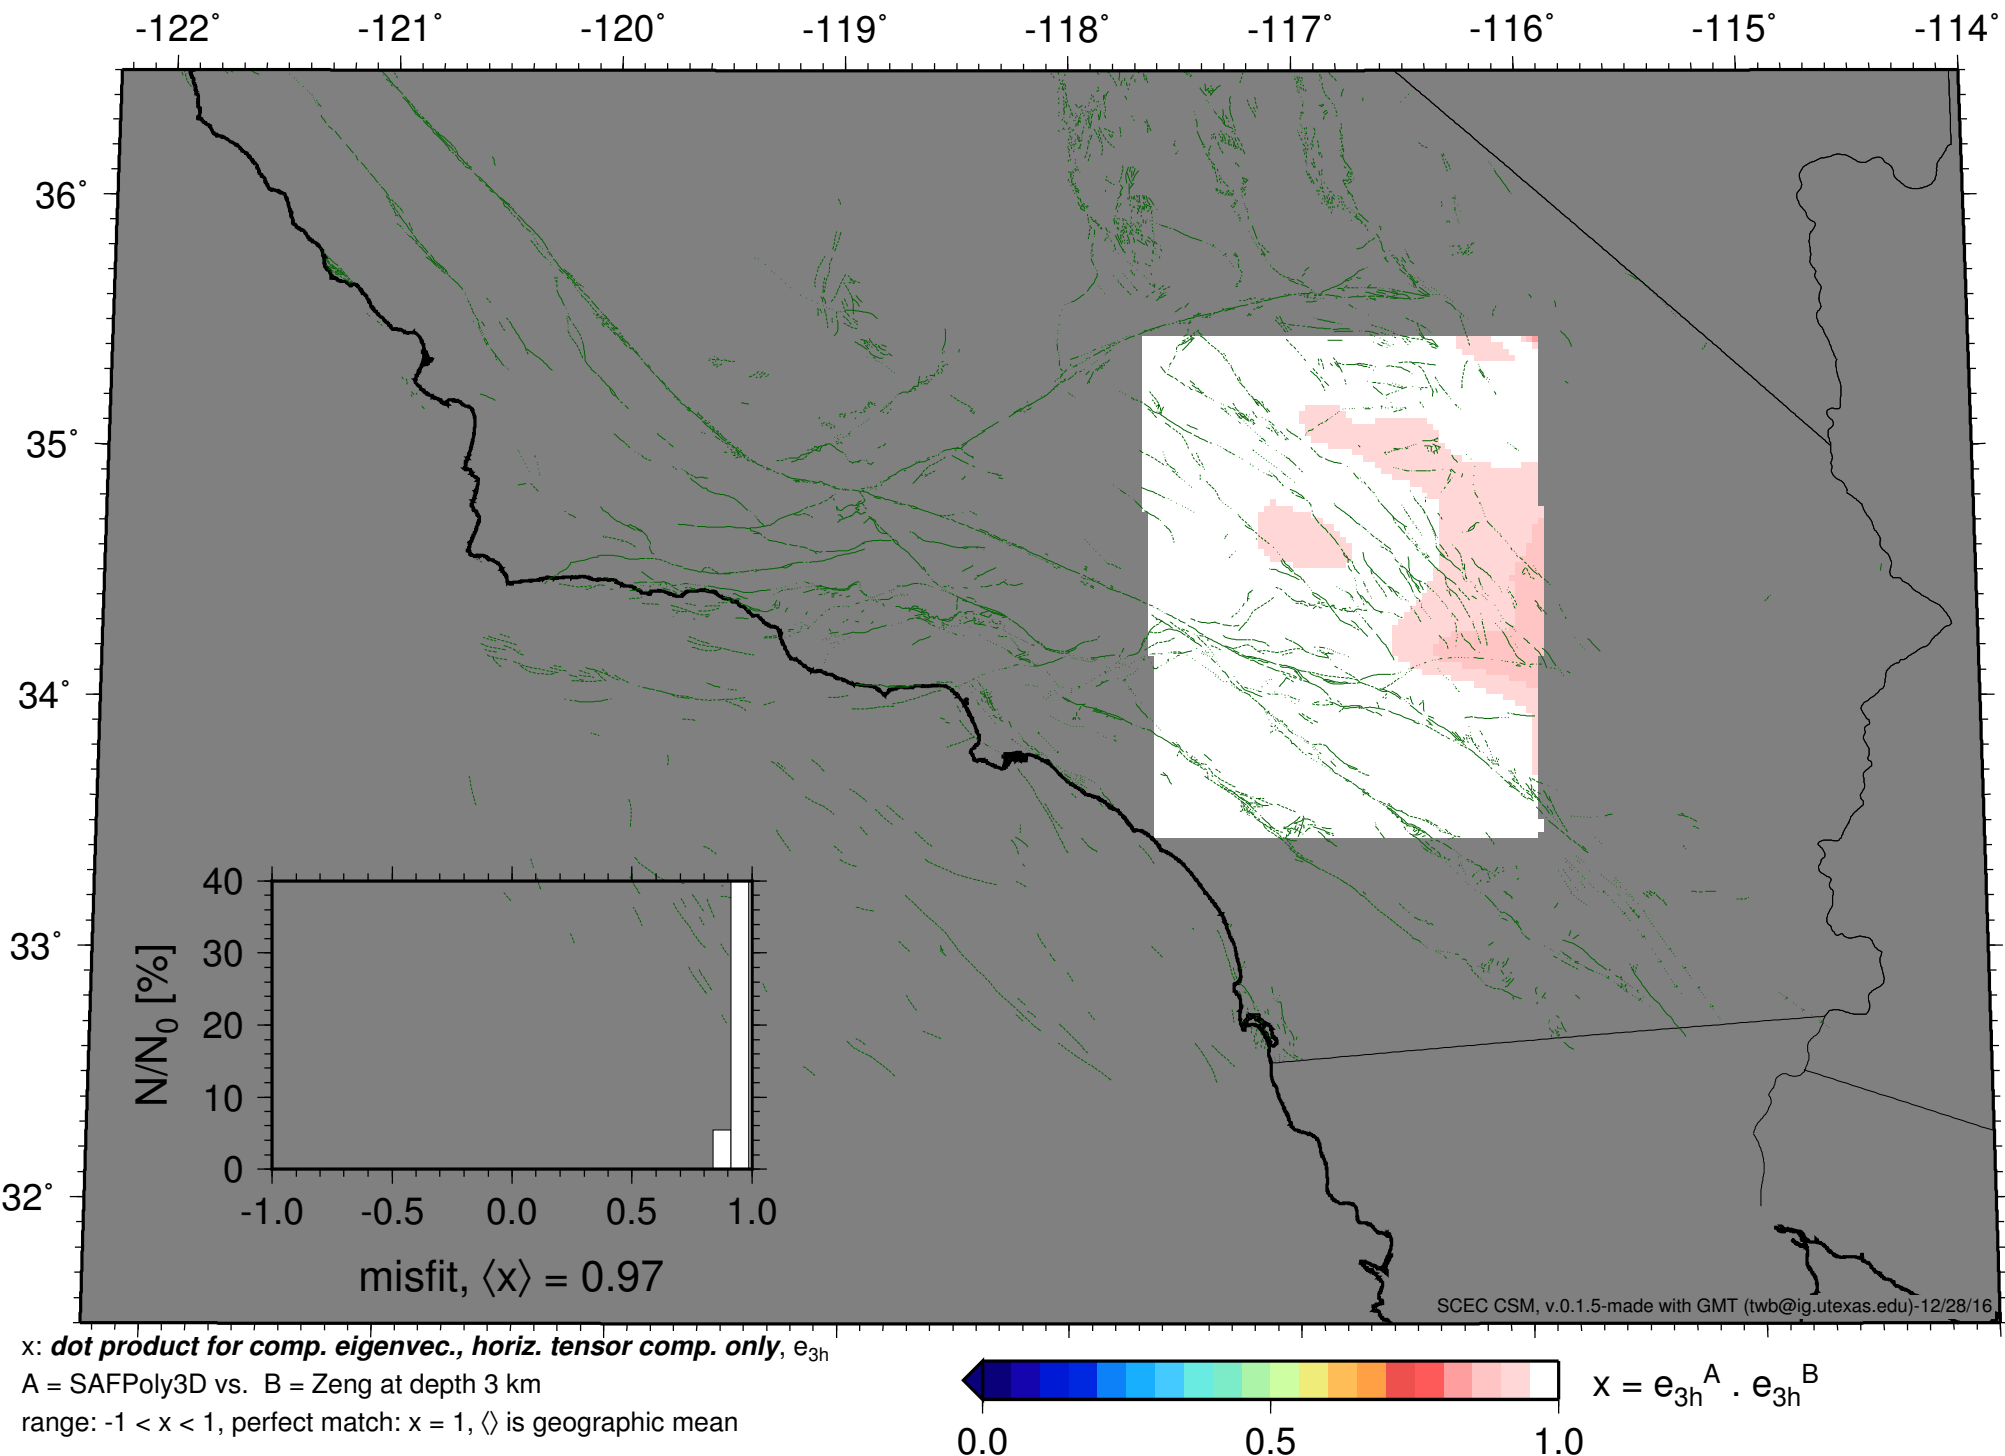 -122° -121° -120° -119° -118° -117° -116° -115° -114°
36°
35°
34°
33°
32°
40
30
20
10
0
N/N0 [%]
-1.0 -0.5 0.0 0.5 1.0
misfit, ⟨x⟩ = 0.97
SCEC CSM, v.0.1.5-made with GMT (twb@ig.utexas.edu)-12/28/16
x: dot product for comp. eigenvec., horiz. tensor comp. only, e3h
A = SAFPoly3D vs. B = Zeng at depth 3 km
range: -1 < x < 1, perfect match: x = 1, ⟨⟩ is geographic mean
x = e3h^A . e3h^B
0.0 0.5 1.0